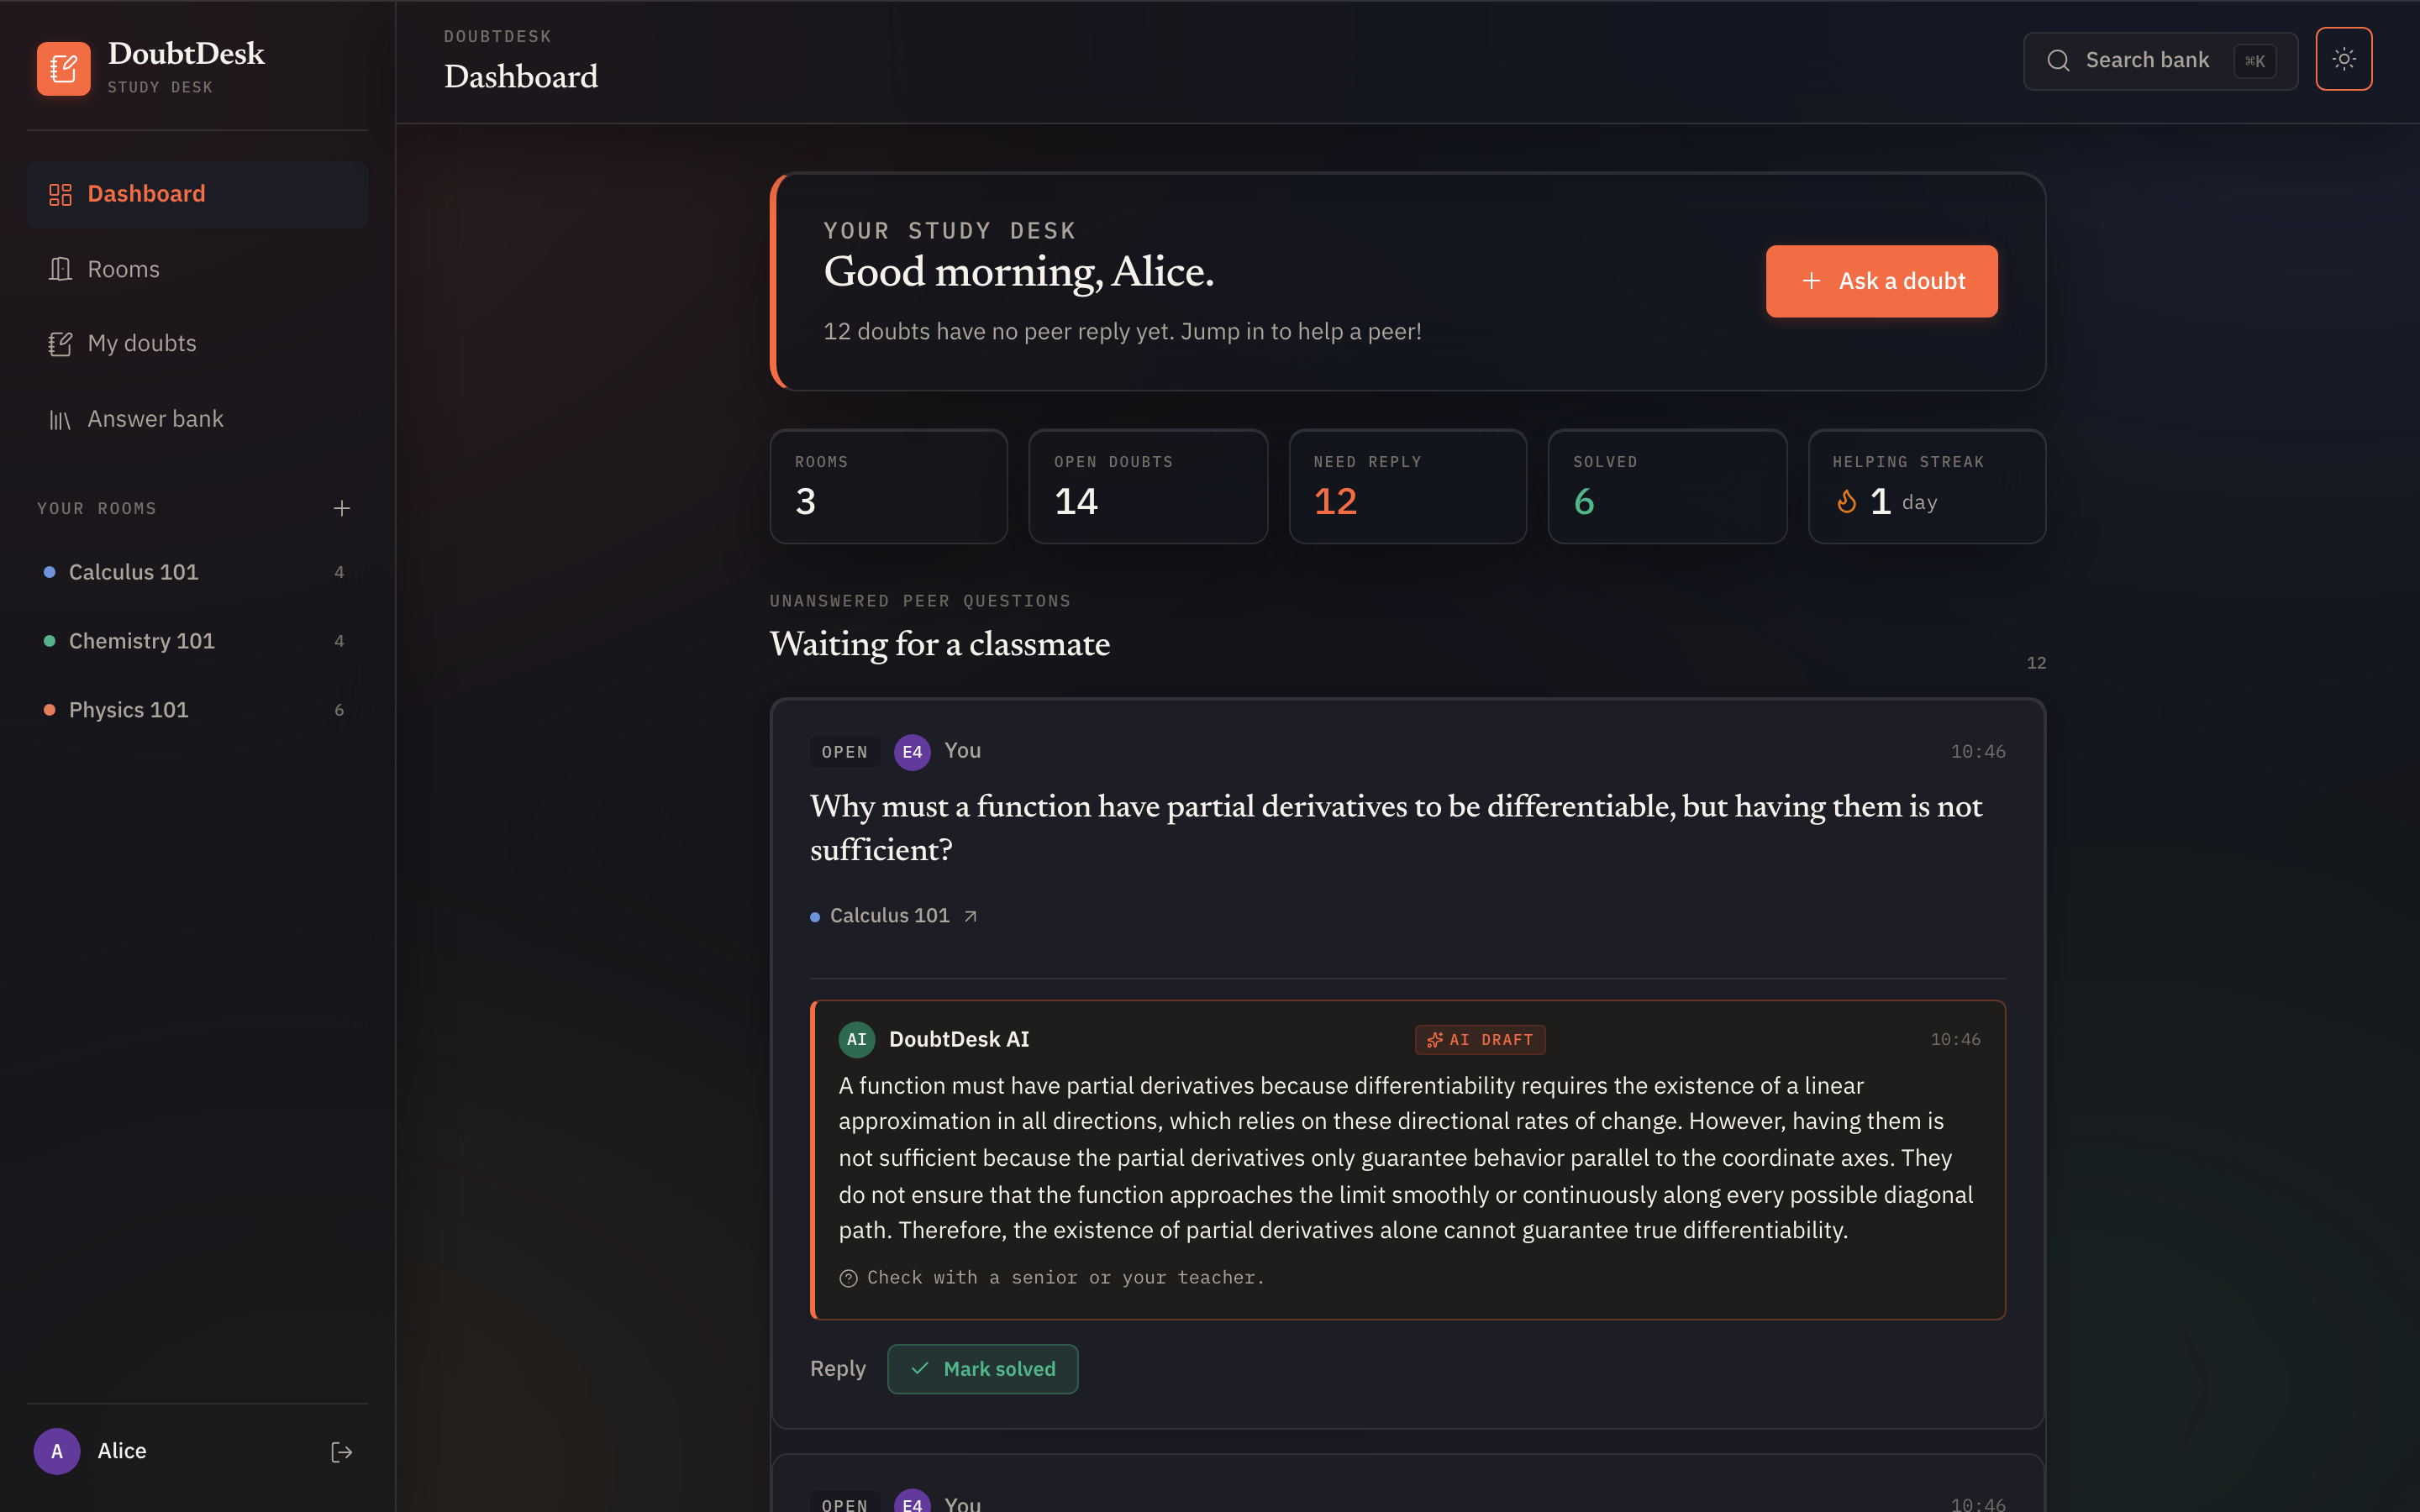 DoubtDesk
STUDY DESK
Dashboard
Rooms
My doubts
Answer bank
YOUR ROOMS
Calculus 101 4
Chemistry 101 4
Physics 101 6
A Alice
DOUBTDESK
Dashboard
Search bank ⌘K
YOUR STUDY DESK
Good morning, Alice.
12 doubts have no peer reply yet. Jump in to help a peer!
Ask a doubt
ROOMS
3
OPEN DOUBTS
14
NEED REPLY
12
SOLVED
6
HELPING STREAK
1 day
UNANSWERED PEER QUESTIONS
Waiting for a classmate
12
OPEN E4 You 10:46
Why must a function have partial derivatives to be differentiable, but having them is not
sufficient?
Calculus 101
AI DoubtDesk AI AI DRAFT 10:46
A function must have partial derivatives because differentiability requires the existence of a linear
approximation in all directions, which relies on these directional rates of change. However, having them is
not sufficient because the partial derivatives only guarantee behavior parallel to the coordinate axes. They
do not ensure that the function approaches the limit smoothly or continuously along every possible diagonal
path. Therefore, the existence of partial derivatives alone cannot guarantee true differentiability.
Check with a senior or your teacher.
Reply
Mark solved
OPEN E4 You 10:46